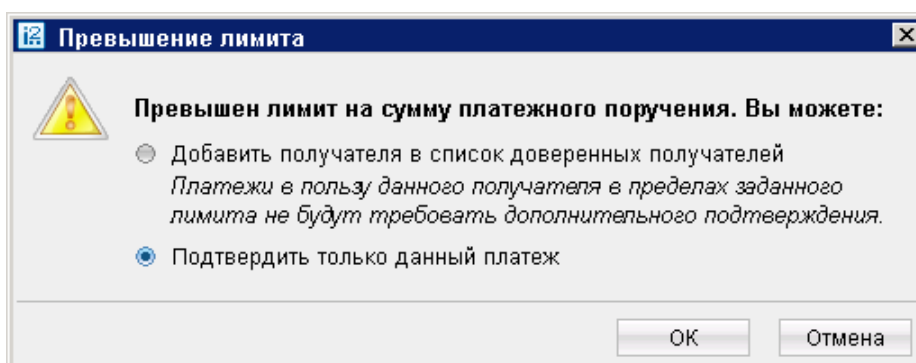 Превышение лимита
Превышен лимит на сумму платежного поручения. Вы можете:
Добавить получателя в список доверенных получателей
Платежи в пользу данного получателя в пределах заданного
лимита не будут требовать дополнительного подтверждения.
Подтвердить только данный платеж
ОК
Отмена